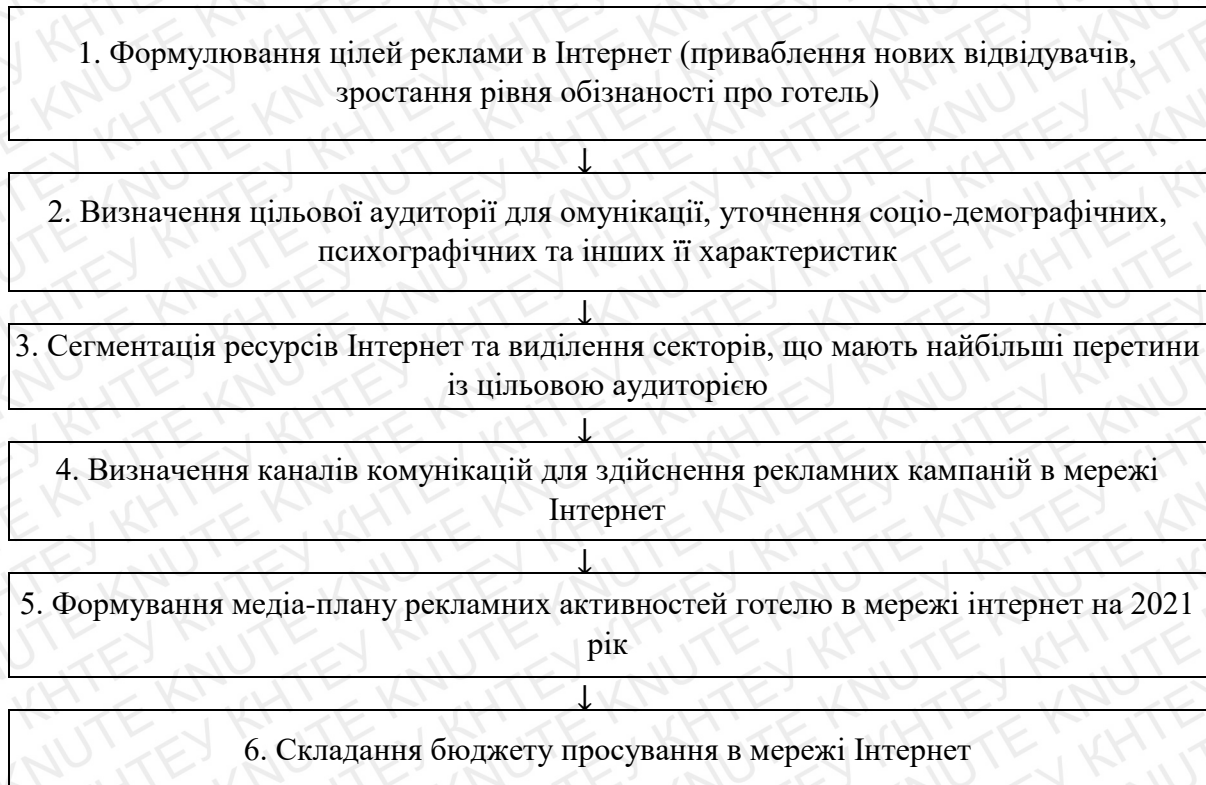 1. Формулювання цілей реклами в Інтернет (приваблення нових відвідувачів,
зростання рівня обізнаності про готель)
↓
2. Визначення цільової аудиторії для омунікації, уточнення соціо-демографічних,
психографічних та інших її характеристик
↓
3. Сегментація ресурсів Інтернет та виділення секторів, що мають найбільші перетини
із цільовою аудиторією
↓
4. Визначення каналів комунікацій для здійснення рекламних кампаній в мережі
Інтернет
↓
5. Формування медіа-плану рекламних активностей готелю в мережі інтернет на 2021
рік
↓
6. Складання бюджету просування в мережі Інтернет